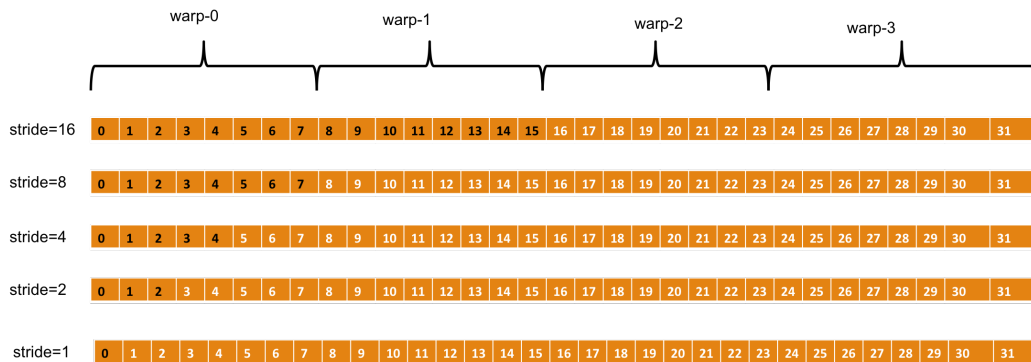 warp-0 warp-1 warp-2 warp-3
stride=16 0 1 2 3 4 5 6 7 8 9 10 11 12 13 14 15 16 17 18 19 20 21 22 23 24 25 26 27 28 29 30 31
stride=8 0 1 2 3 4 5 6 7 8 9 10 11 12 13 14 15 16 17 18 19 20 21 22 23 24 25 26 27 28 29 30 31
stride=4 0 1 2 3 4 5 6 7 8 9 10 11 12 13 14 15 16 17 18 19 20 21 22 23 24 25 26 27 28 29 30 31
stride=2 0 1 2 3 4 5 6 7 8 9 10 11 12 13 14 15 16 17 18 19 20 21 22 23 24 25 26 27 28 29 30 31
stride=1 0 1 2 3 4 5 6 7 8 9 10 11 12 13 14 15 16 17 18 19 20 21 22 23 24 25 26 27 28 29 30 31